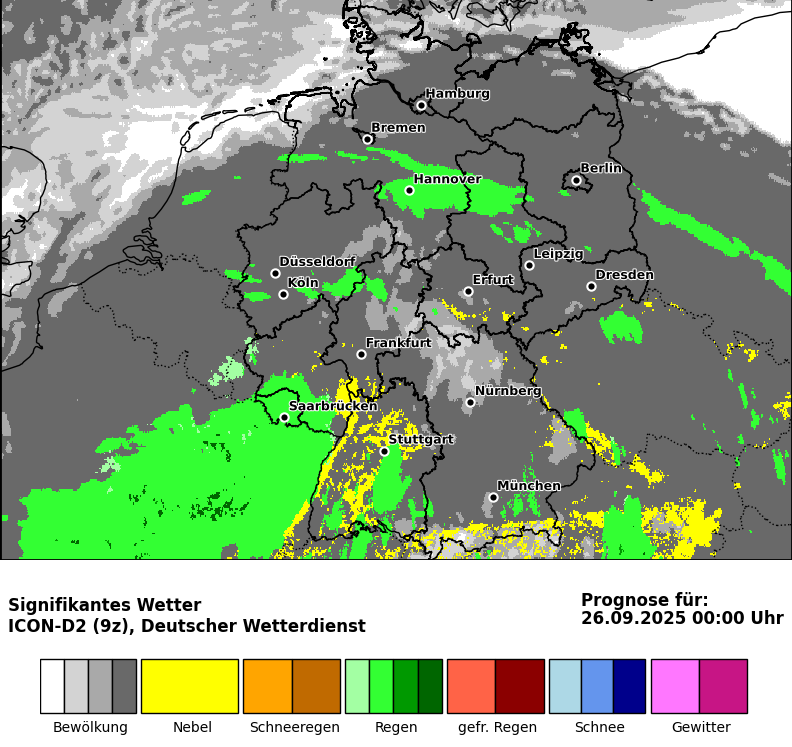 Hamburg
Bremen
Berlin
Hannover
Düsseldorf
Leipzig
Köln
Erfurt
Dresden
Frankfurt
Nürnberg
Saarbrücken
Stuttgart
München
Signifikantes Wetter
ICON-D2 (9z), Deutscher Wetterdienst
Prognose für:
26.09.2025 00:00 Uhr
Bewölkung
Nebel
Schneeregen
Regen
gefr. Regen
Schnee
Gewitter